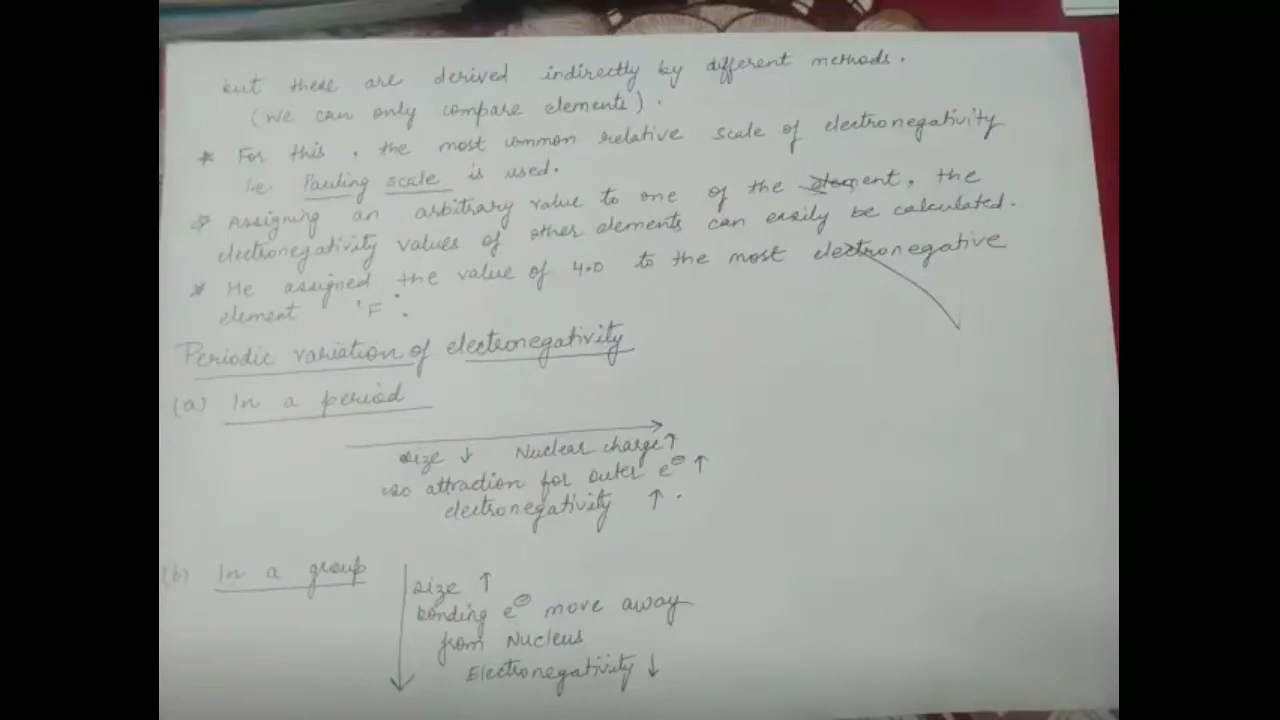 but these are derived indirectly by different methods.
(we can only compare elements).
* For this, the most common relative scale of electronegativity
i.e. Pauling scale is used.
* Assigning an arbitrary value to one of the element, the
electronegativity values of other elements can easily be calculated.
* He assigned the value of 4.0 to the most electronegative
element 'F'.
Periodic variation of electronegativity
(a) In a period
size ↓ Nuclear charge ↑
so attraction for outer e⊖ ↑
electronegativity ↑.
(b) In a group
size ↑
bonding e⊖ move away
from Nucleus
Electronegativity ↓